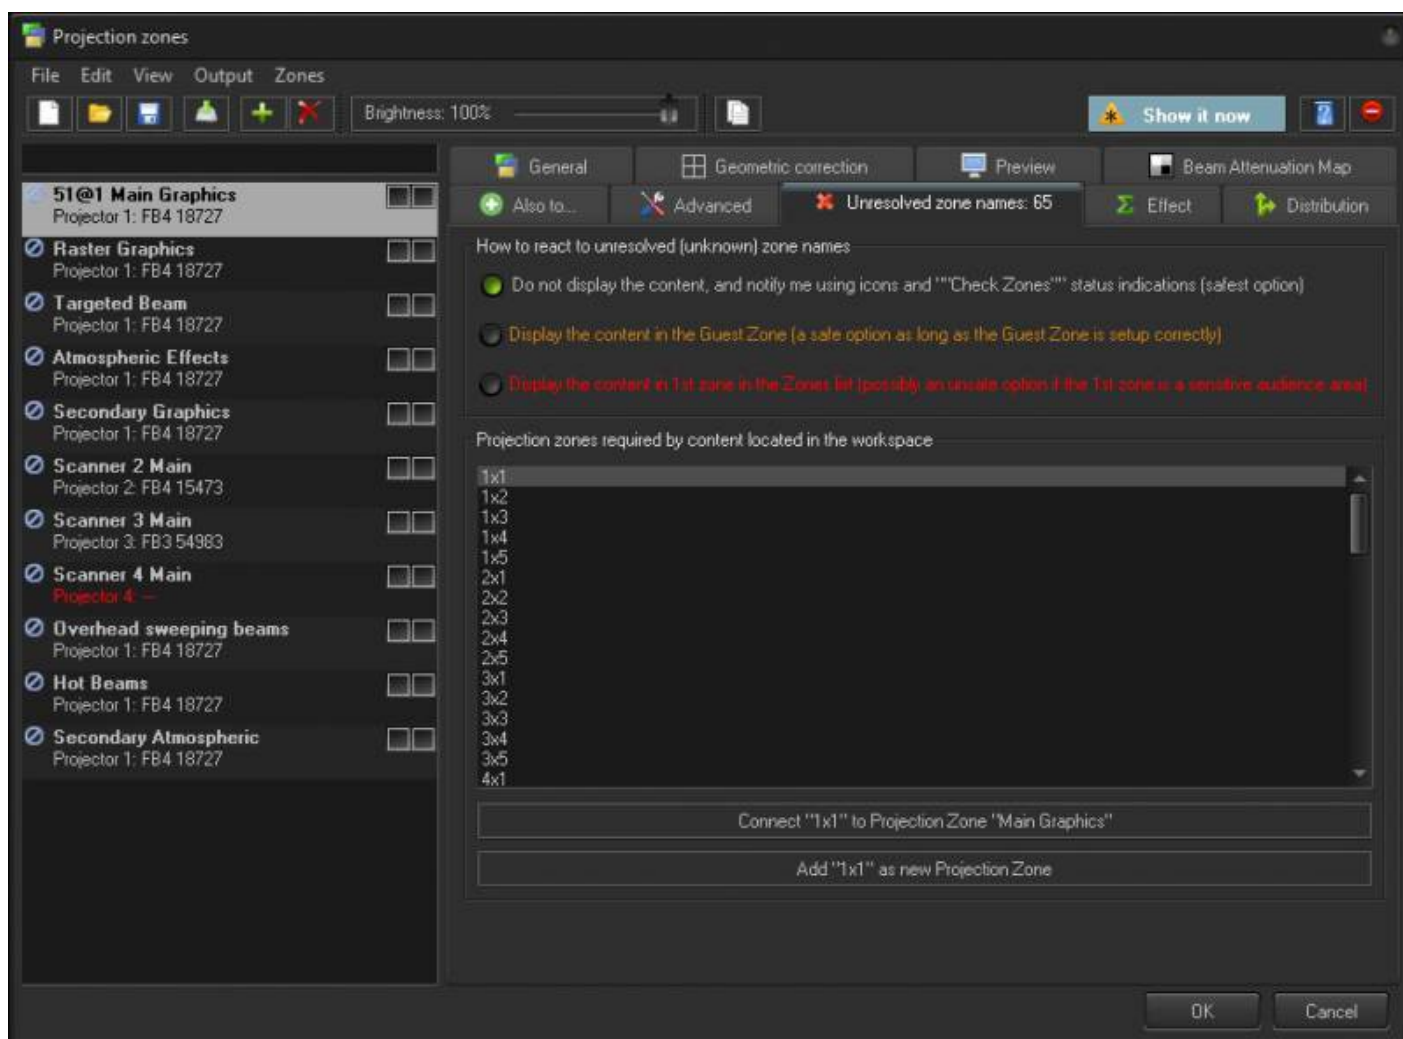 Projection zones
File Edit View Output Zones
Brightness: 100%
Show it now
51@1 Main Graphics
Projector 1: FB4 18727
Raster Graphics
Projector 1: FB4 18727
Targeted Beam
Projector 1: FB4 18727
Atmospheric Effects
Projector 1: FB4 18727
Secondary Graphics
Projector 1: FB4 18727
Scanner 2 Main
Projector 2: FB4 15473
Scanner 3 Main
Projector 3: FB3 54983
Scanner 4 Main
Projector 4: ---
Overhead sweeping beams
Projector 1: FB4 18727
Hot Beams
Projector 1: FB4 18727
Secondary Atmospheric
Projector 1: FB4 18727
General Geometric correction Preview Beam Attenuation Map
Also to... Advanced Unresolved zone names: 65 Effect Distribution
How to react to unresolved (unknown) zone names
Do not display the content, and notify me using icons and ""Check Zones"" status indications (safest option)
Display the content in the Guest Zone (a safe option as long as the Guest Zone is setup correctly)
Display the content in 1st zone in the Zones list (possibly an unsafe option if the 1st zone is a sensitive audience area)
Projection zones required by content located in the workspace
1x1
1x2
1x3
1x4
1x5
2x1
2x2
2x3
2x4
2x5
3x1
3x2
3x3
3x4
3x5
4x1
Connect "1x1" to Projection Zone "Main Graphics"
Add "1x1" as new Projection Zone
OK Cancel